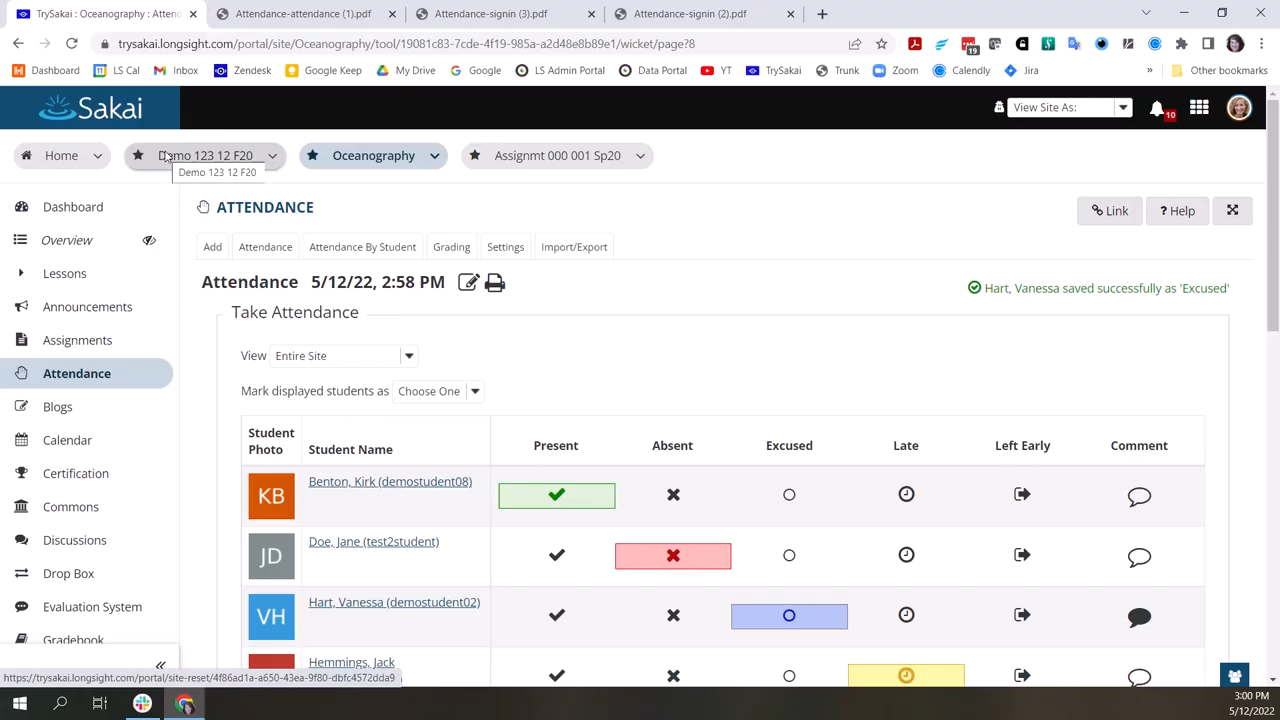 TrySakai : Oceanography : Atten
Attendance-attendance (1).pdf
Attendance-signin (3).pdf
Attendance-signin (2).pdf
trysakai.longsight.com/portal/site/Oceanography/tool/1908fc83-7cde-4f19-985a-a2d48e8b89e1/wicket/page?8
19
Dashboard
LS Cal
Inbox
Zendesk
Google Keep
My Drive
Google
LS Admin Portal
Data Portal
YT
TrySakai
Trunk
Zoom
Calendly
Jira
»
Other bookmarks
Sakai
View Site As:
10
Home
Demo 123 12 F20
Oceanography
Assignmt 000 001 Sp20
Demo 123 12 F20
Dashboard
Overview
Lessons
Announcements
Assignments
Attendance
Blogs
Calendar
Certification
Commons
Discussions
Drop Box
Evaluation System
Gradebook
ATTENDANCE
Link
? Help
Add
Attendance
Attendance By Student
Grading
Settings
Import/Export
Attendance 5/12/22, 2:58 PM
Hart, Vanessa saved successfully as 'Excused'
Take Attendance
View Entire Site
Mark displayed students as Choose One
Student Photo
Student Name
Present
Absent
Excused
Late
Left Early
Comment
KB
Benton, Kirk (demostudent08)
JD
Doe, Jane (test2student)
VH
Hart, Vanessa (demostudent02)
Hemmings, Jack
https://trysakai.longsight.com/portal/site-reset/4f86ad1a-a650-43ea-9f80-dbfc4572dda9
3:00 PM
5/12/2022